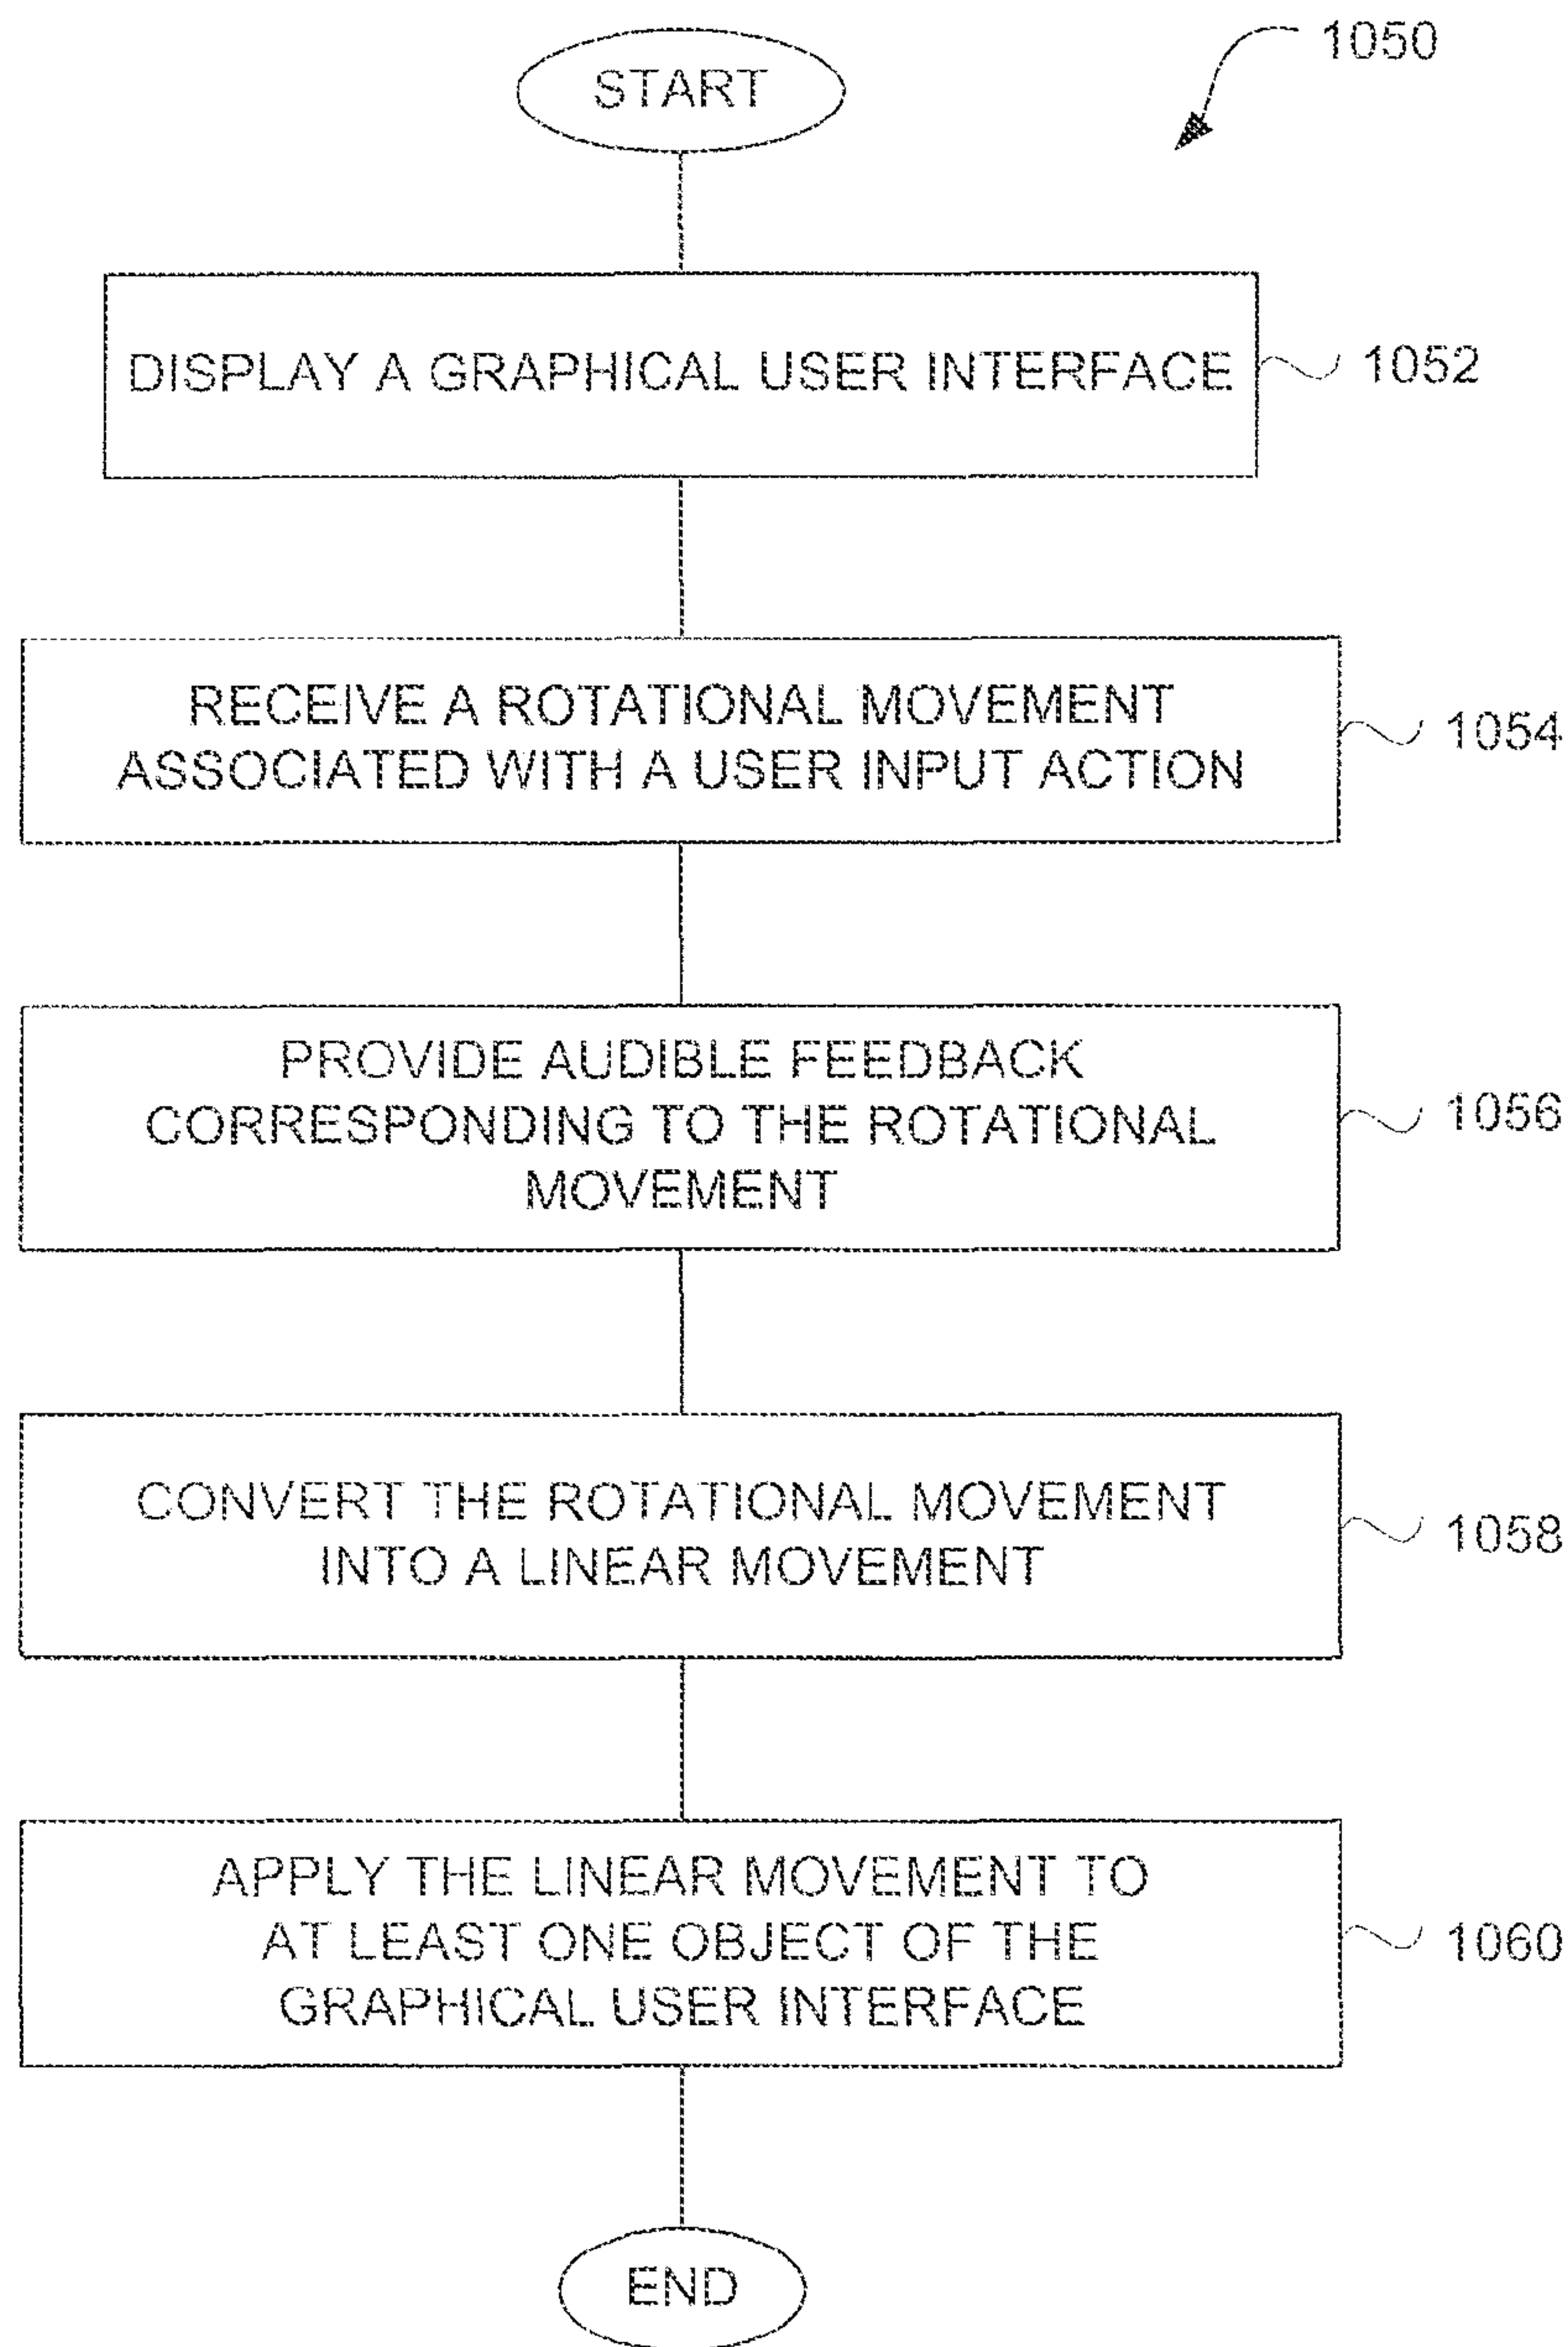 1050
START
DISPLAY A GRAPHICAL USER INTERFACE
1052
RECEIVE A ROTATIONAL MOVEMENT
ASSOCIATED WITH A USER INPUT ACTION
1054
PROVIDE AUDIBLE FEEDBACK
CORRESPONDING TO THE ROTATIONAL
MOVEMENT
1056
CONVERT THE ROTATIONAL MOVEMENT
INTO A LINEAR MOVEMENT
1058
APPLY THE LINEAR MOVEMENT TO
AT LEAST ONE OBJECT OF THE
GRAPHICAL USER INTERFACE
1060
END